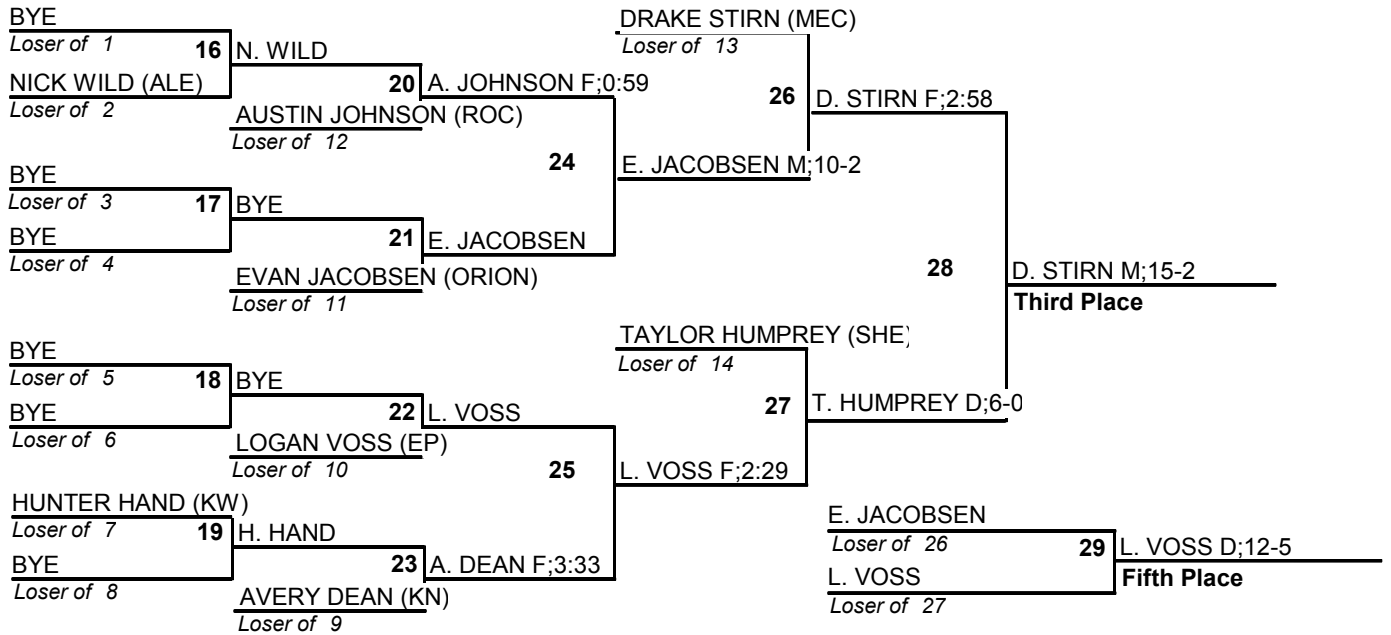 BYE
Loser of 1
16
N. WILD
NICK WILD (ALE)
Loser of 2
20
A. JOHNSON F;0:59
AUSTIN JOHNSON (ROC)
Loser of 12
BYE
Loser of 3
17
BYE
BYE
Loser of 4
21
E. JACOBSEN
EVAN JACOBSEN (ORION)
Loser of 11
24
E. JACOBSEN M;10-2
DRAKE STIRN (MEC)
Loser of 13
26
D. STIRN F;2:58
BYE
Loser of 5
18
BYE
BYE
Loser of 6
22
L. VOSS
LOGAN VOSS (EP)
Loser of 10
HUNTER HAND (KW)
Loser of 7
19
H. HAND
BYE
Loser of 8
23
A. DEAN F;3:33
AVERY DEAN (KN)
Loser of 9
25
L. VOSS F;2:29
TAYLOR HUMPREY (SHE)
Loser of 14
27
T. HUMPREY D;6-0
28
D. STIRN M;15-2
Third Place
E. JACOBSEN
Loser of 26
29
L. VOSS D;12-5
L. VOSS
Fifth Place
Loser of 27